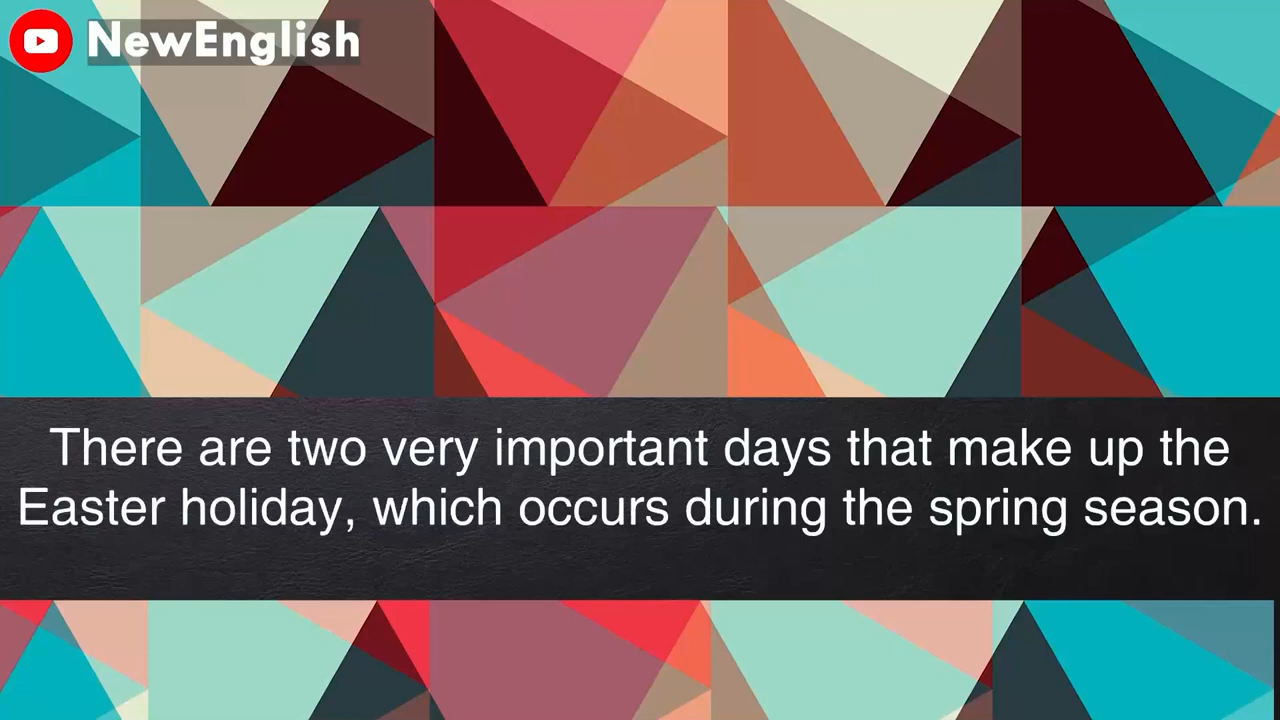 NewEnglish
There are two very important days that make up the
Easter holiday, which occurs during the spring season.